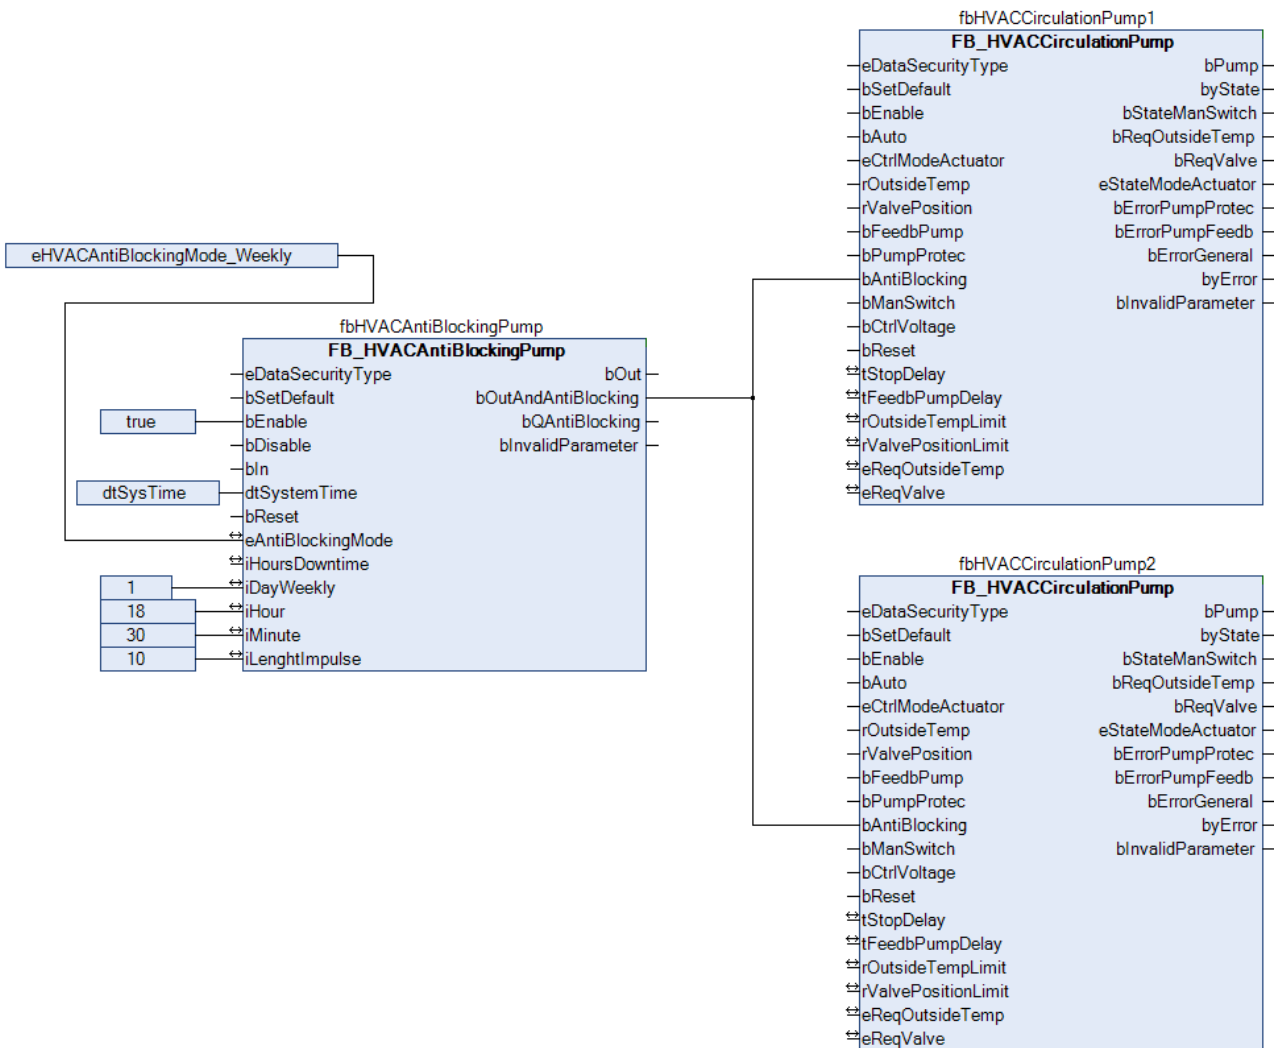 fbHVACCirculationPump1
FB_HVACCirculationPump
eDataSecurityType bPump
bSetDefault byState
bEnable bStateManSwitch
bAuto bReqOutsideTemp
eCtrlModeActuator bReqValve
rOutsideTemp eStateModeActuator
rValvePosition bErrorPumpProtec
bFeedbPump bErrorPumpFeedb
bPumpProtec bErrorGeneral
bAntiBlocking byError
bManSwitch bInvalidParameter
bCtrlVoltage
bReset
tStopDelay
tFeedbPumpDelay
rOutsideTempLimit
rValvePositionLimit
eReqOutsideTemp
eReqValve
eHVACAntiBlockingMode_Weekly
fbHVACAntiBlockingPump
FB_HVACAntiBlockingPump
eDataSecurityType bOut
bSetDefault bOutAndAntiBlocking
true bEnable bQAntiBlocking
bDisable bInvalidParameter
bIn
dtSysTime dtSystemTime
bReset
eAntiBlockingMode
iHoursDowntime
1 iDayWeekly
18 iHour
30 iMinute
10 iLenghtImpulse
fbHVACCirculationPump2
FB_HVACCirculationPump
eDataSecurityType bPump
bSetDefault byState
bEnable bStateManSwitch
bAuto bReqOutsideTemp
eCtrlModeActuator bReqValve
rOutsideTemp eStateModeActuator
rValvePosition bErrorPumpProtec
bFeedbPump bErrorPumpFeedb
bPumpProtec bErrorGeneral
bAntiBlocking byError
bManSwitch bInvalidParameter
bCtrlVoltage
bReset
tStopDelay
tFeedbPumpDelay
rOutsideTempLimit
rValvePositionLimit
eReqOutsideTemp
eReqValve